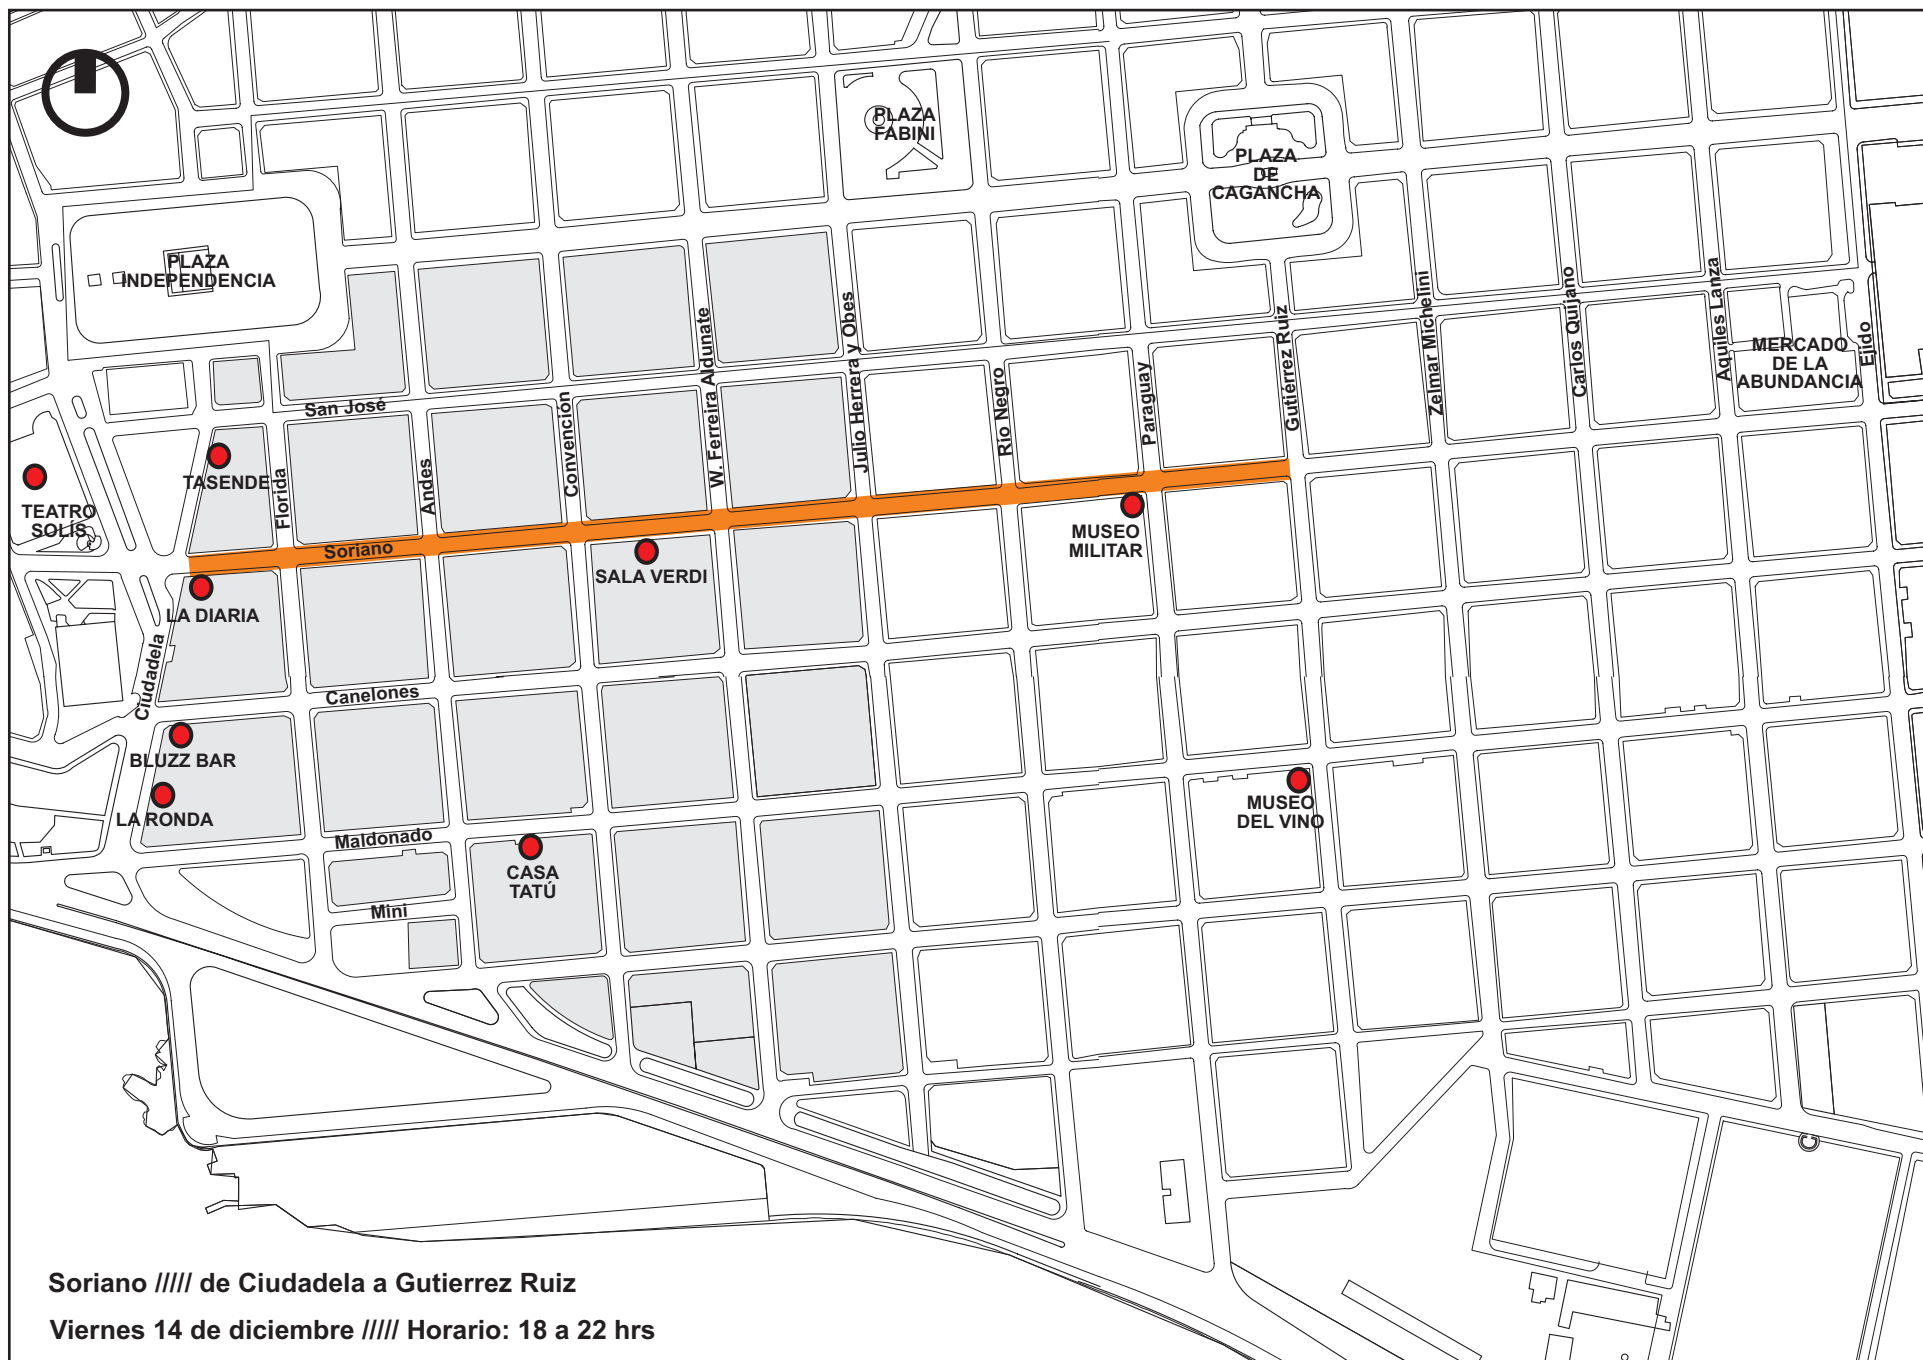 PLAZA
FABINI
PLAZA
DE
CAGANCHA
PLAZA
INDEPENDENCIA
San José
Florida
Andes
Convención
W. Ferreira Aldunate
Julio Herrera y Obes
Río Negro
Paraguay
Gutiérrez Ruiz
Zelmar Michelini
Carlos Quijano
Aquiles Lanza
Ejido
MERCADO
DE LA
ABUNDANCIA
TASENDE
TEATRO
SOLÍS
Soriano
SALA VERDI
MUSEO
MILITAR
LA DIARIA
Ciudadela
Canelones
BLUZZ BAR
LA RONDA
Maldonado
MUSEO
DEL VINO
CASA
TATÚ
Mini
Soriano ///// de Ciudadela a Gutierrez Ruiz
Viernes 14 de diciembre ///// Horario: 18 a 22 hrs